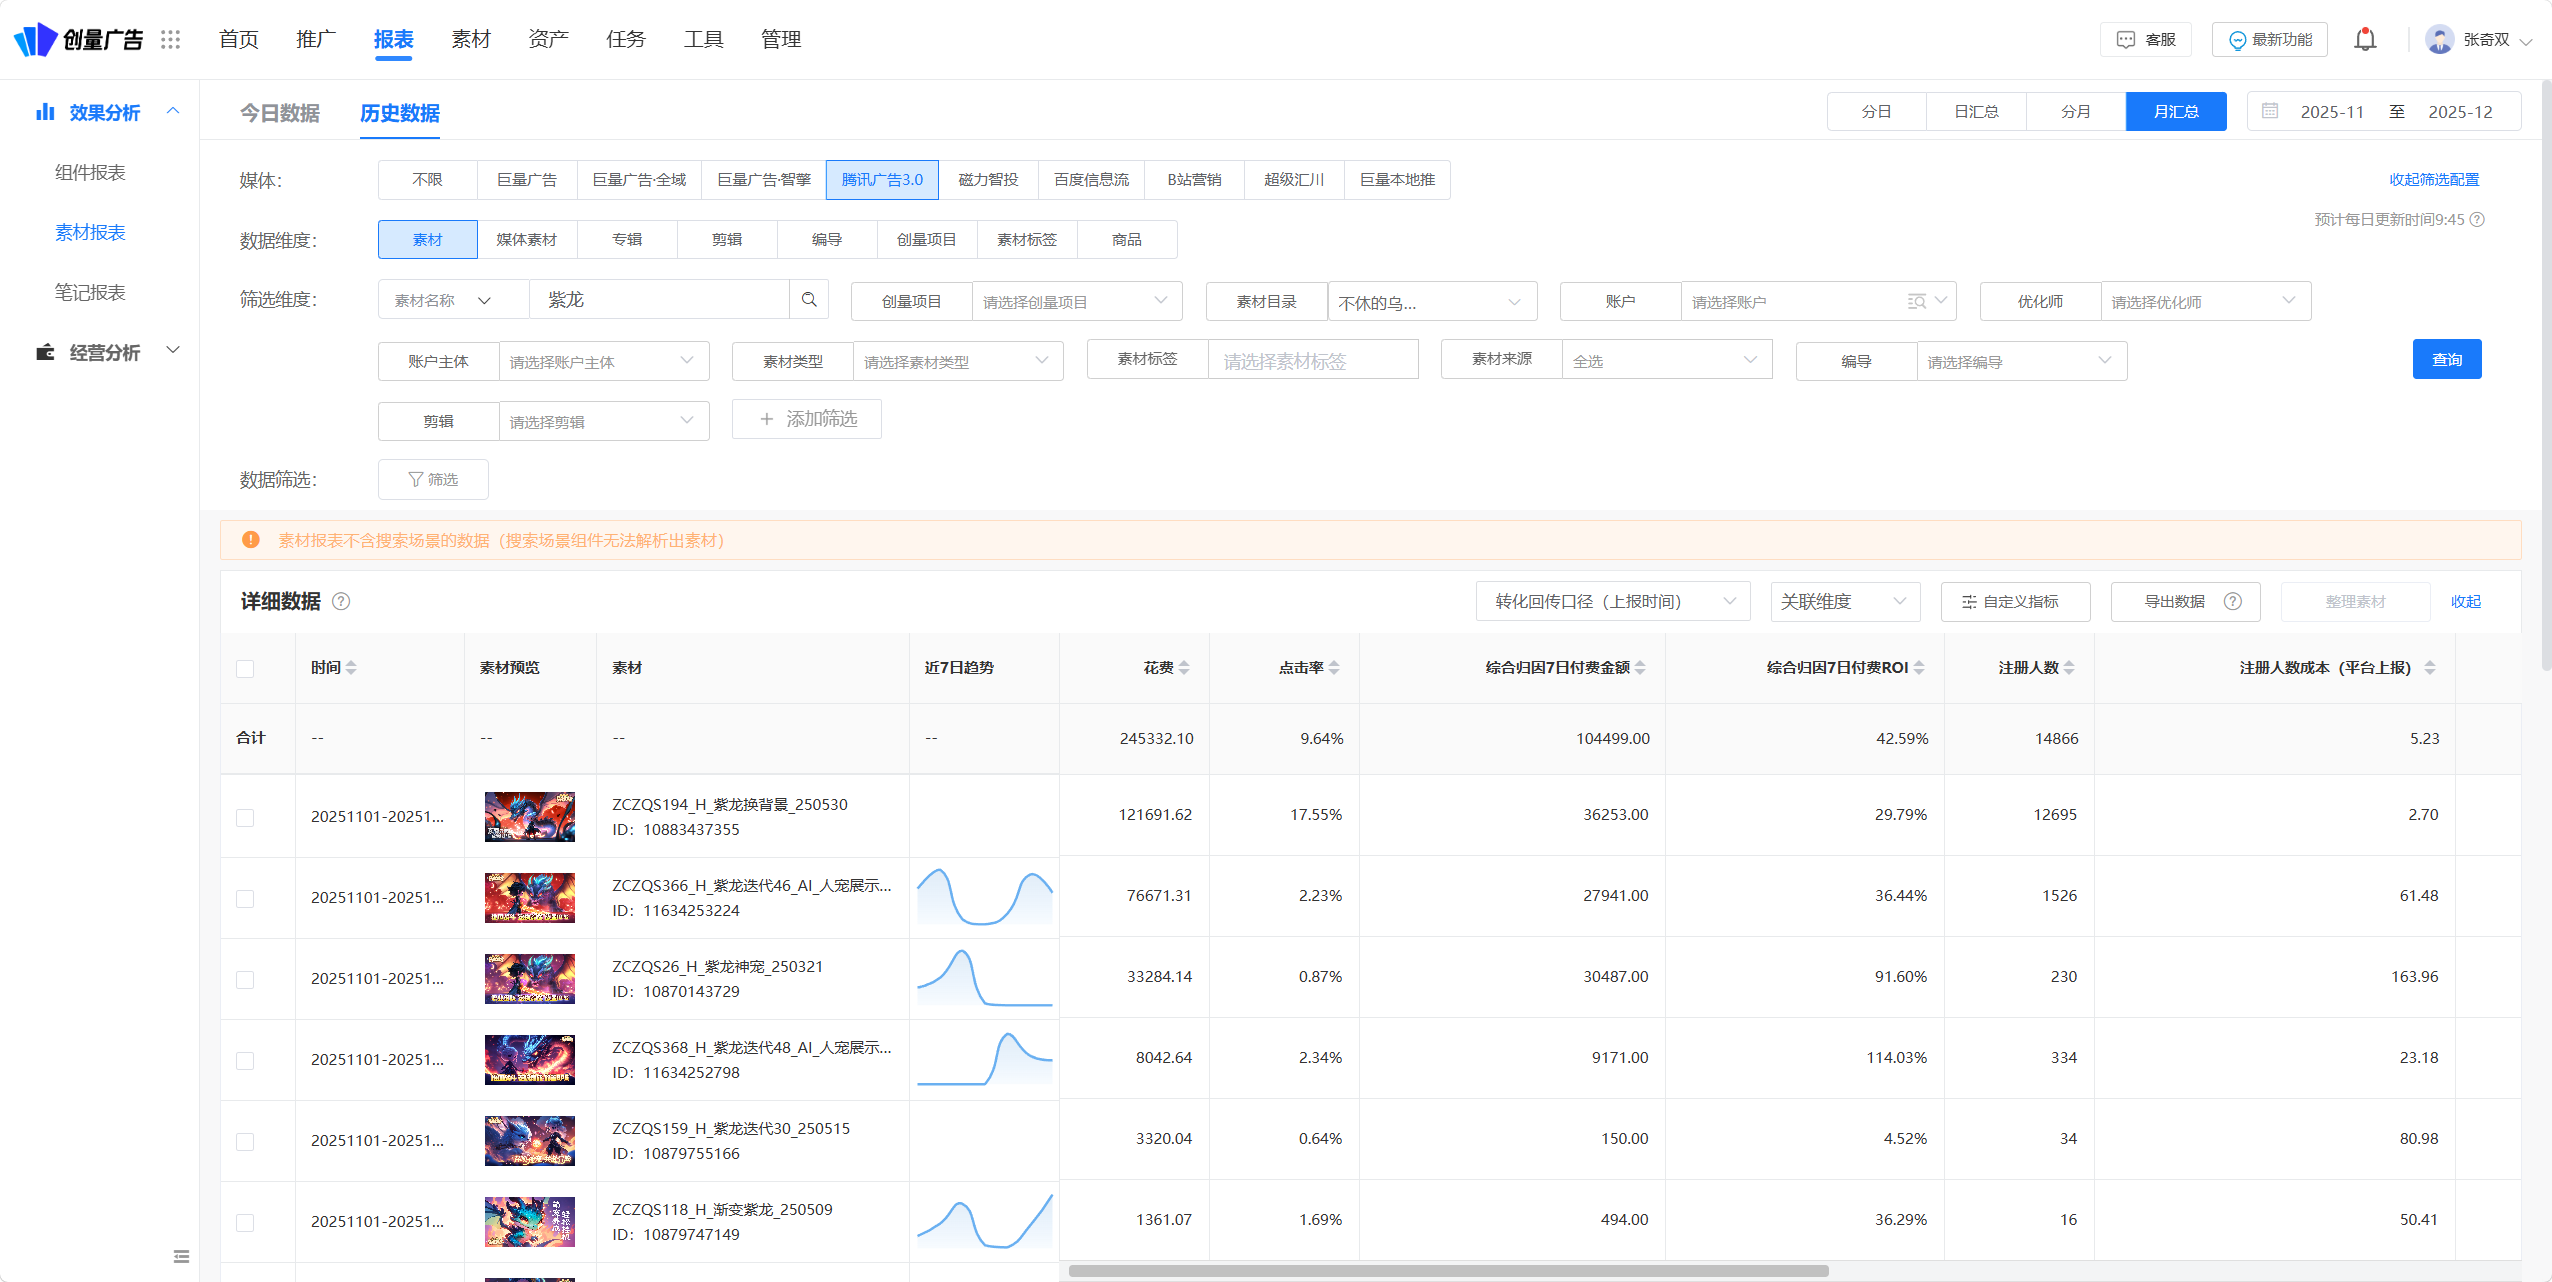 创量广告
首页 推广 报表 素材 资产 任务 工具 管理
客服 最新功能 张奇双
效果分析
组件报表
素材报表
笔记报表
经营分析
今日数据 历史数据
分日 日汇总 分月 月汇总 2025-11 至 2025-12
媒体: 不限 巨量广告 巨量广告·全域 巨量广告·智擎 腾讯广告3.0 磁力智投 百度信息流 B站营销 超级汇川 巨量本地推 收起筛选配置
预计每日更新时间9:45
数据维度: 素材 媒体素材 专辑 剪辑 编导 创量项目 素材标签 商品
筛选维度: 素材名称 紫龙 创量项目 请选择创量项目 素材目录 不休的乌... 账户 请选择账户 优化师 请选择优化师
账户主体 请选择账户主体 素材类型 请选择素材类型 素材标签 请选择素材标签 素材来源 全选 编导 请选择编导 查询
剪辑 请选择剪辑 添加筛选
数据筛选: 筛选
素材报表不含搜索场景的数据（搜索场景组件无法解析出素材）
详细数据 转化回传口径（上报时间） 关联维度 自定义指标 导出数据 整理素材 收起
时间 素材预览 素材 近7日趋势 花费 点击率 综合归因7日付费金额 综合归因7日付费ROI 注册人数 注册人数成本（平台上报）
合计 -- -- -- -- 245332.10 9.64% 104499.00 42.59% 14866 5.23
20251101-20251... ZCZQS194_H_紫龙换背景_250530 121691.62 17.55% 36253.00 29.79% 12695 2.70
ID：10883437355
20251101-20251... ZCZQS366_H_紫龙迭代46_AI_人宠展示... 76671.31 2.23% 27941.00 36.44% 1526 61.48
ID：11634253224
20251101-20251... ZCZQS26_H_紫龙神宠_250321 33284.14 0.87% 30487.00 91.60% 230 163.96
ID：10870143729
20251101-20251... ZCZQS368_H_紫龙迭代48_AI_人宠展示... 8042.64 2.34% 9171.00 114.03% 334 23.18
ID：11634252798
20251101-20251... ZCZQS159_H_紫龙迭代30_250515 3320.04 0.64% 150.00 4.52% 34 80.98
ID：10879755166
20251101-20251... ZCZQS118_H_渐变紫龙_250509 1361.07 1.69% 494.00 36.29% 16 50.41
ID：10879747149